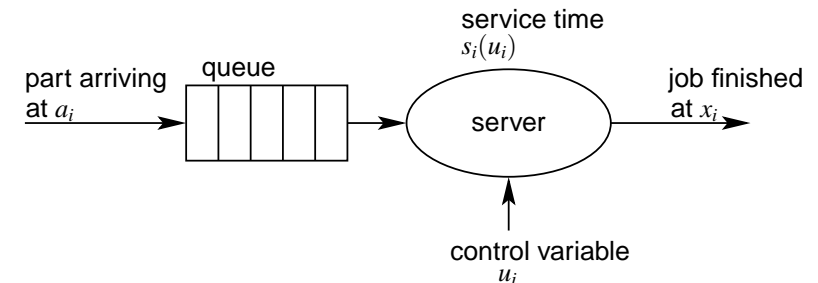 service time
s_i(u_i)
queue
part arriving
at a_i
job finished
at x_i
server
control variable
u_i